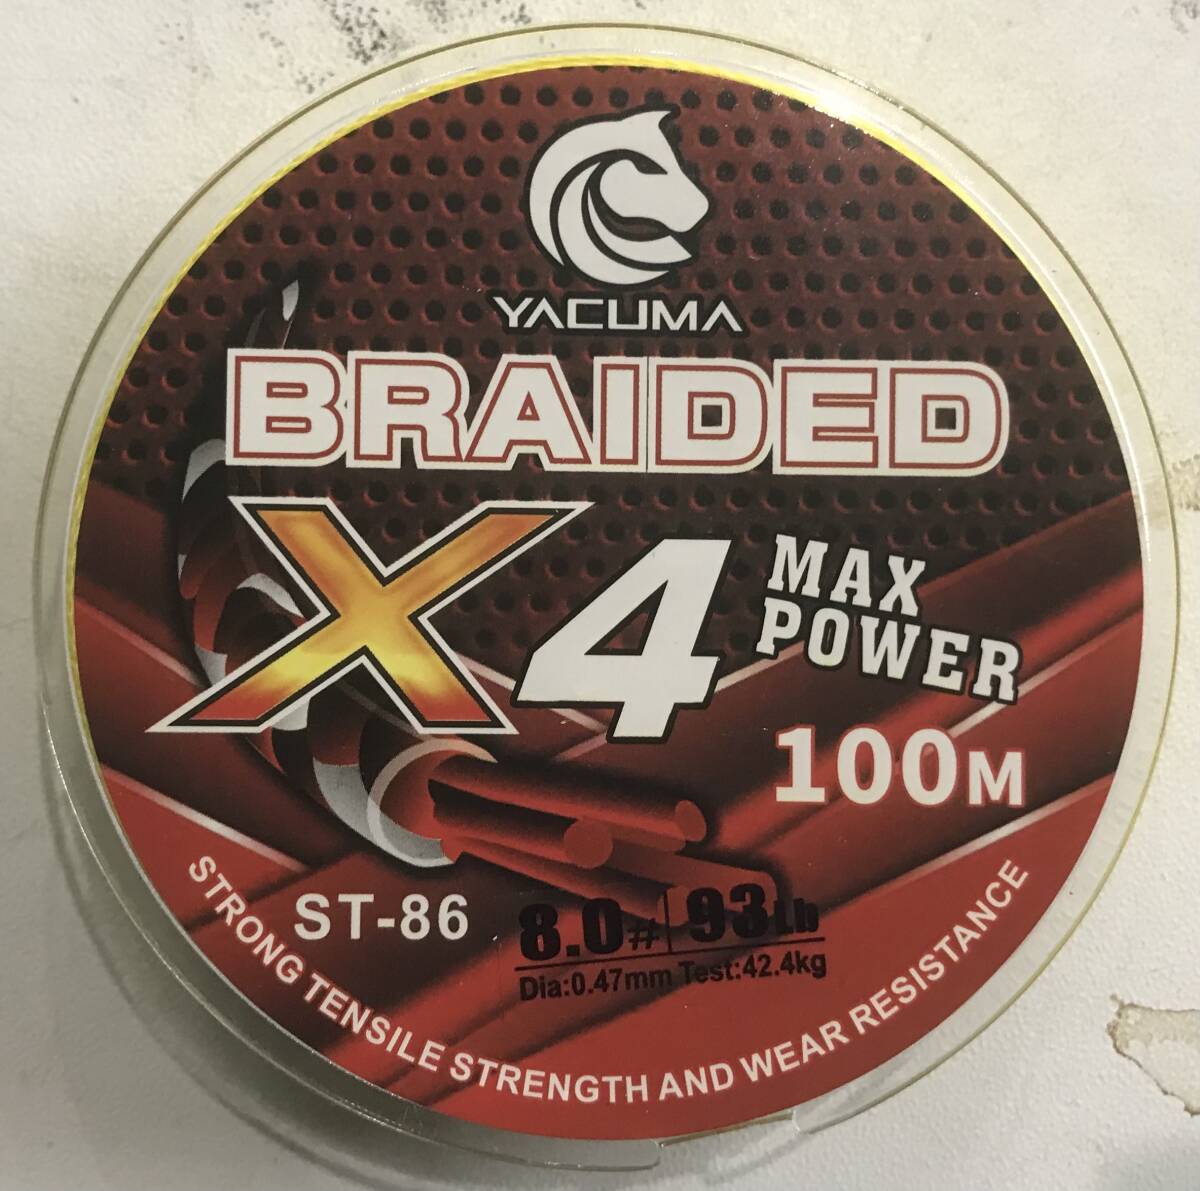 YACUMA
BRAIDED
X4
MAX
POWER
100M
ST-86
8.0# 93Lb
Dia:0.47mm Test:42.4kg
STRONG TENSILE STRENGTH AND WEAR RESISTANCE